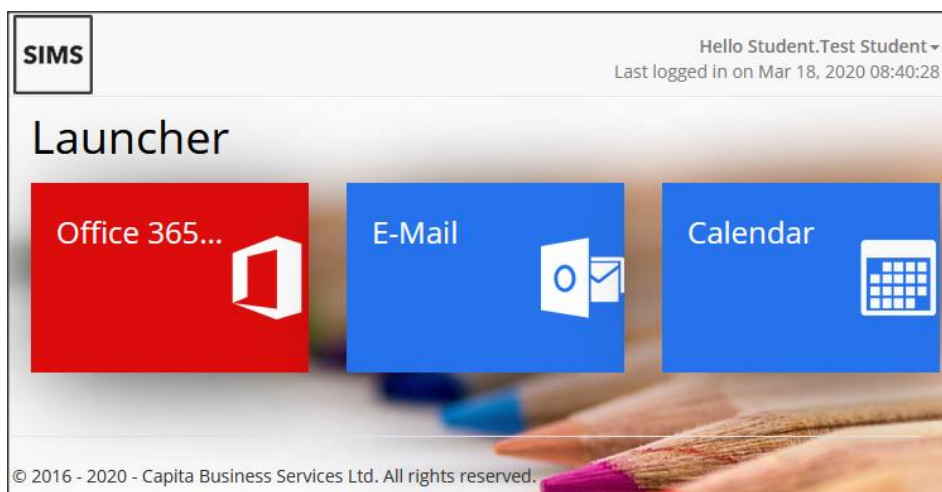 SIMS
Hello Student.Test Student
Last logged in on Mar 18, 2020 08:40:28
Launcher
Office 365...
E-Mail
Calendar
O
© 2016 - 2020 - Capita Business Services Ltd. All rights reserved.